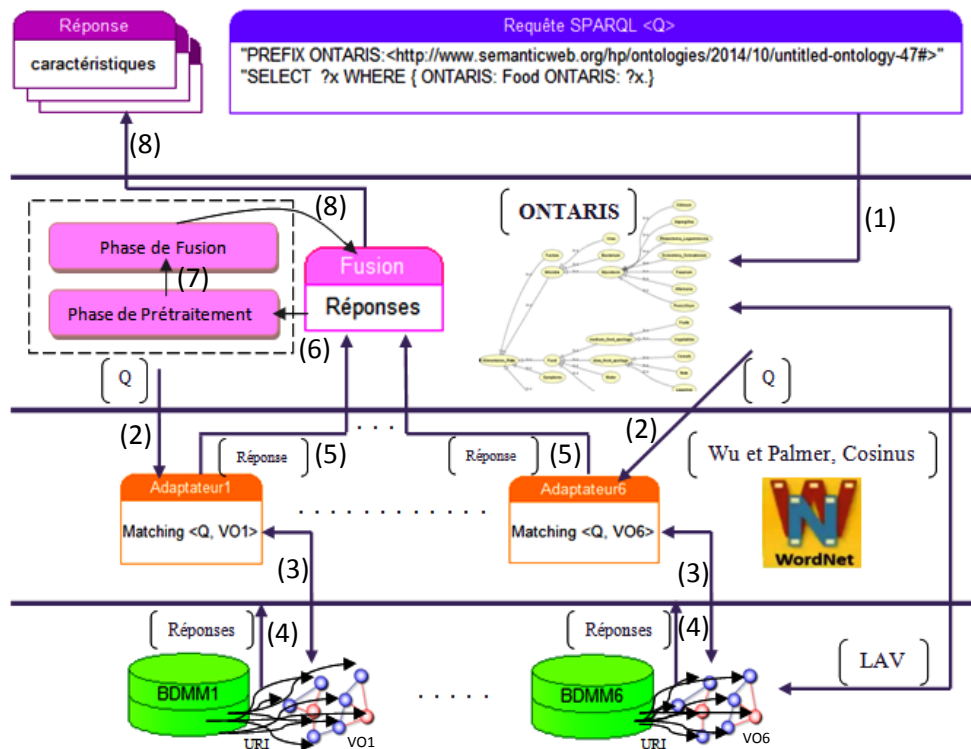 Réponse
caractéristiques
Requête SPARQL <Q>
"PREFIX ONTARIS:<http://www.semanticweb.org/hp/ontologies/2014/10/untitled-ontology-47#>"
"SELECT ?x WHERE { ONTARIS: Food ONTARIS: ?x.}
(8)
(1)
ONTARIS
(8)
Phase de Fusion
(7)
Phase de Prétraitement
Fusion
Réponses
(6)
Food
Q
Q
(2)
(2)
. . .
Réponse
(5)
Réponse
(5)
Wu et Palmer, Cosinus
Adaptateur1
Matching <Q, VO1>
. . . . . . . . . . . .
Adaptateur6
Matching <Q, VO6>
W
N
WordNet
(3)
(3)
Réponses
(4)
Réponses
(4)
LAV
BDMM1
URI
VO1
. . . . .
BDMM6
URI
VO6